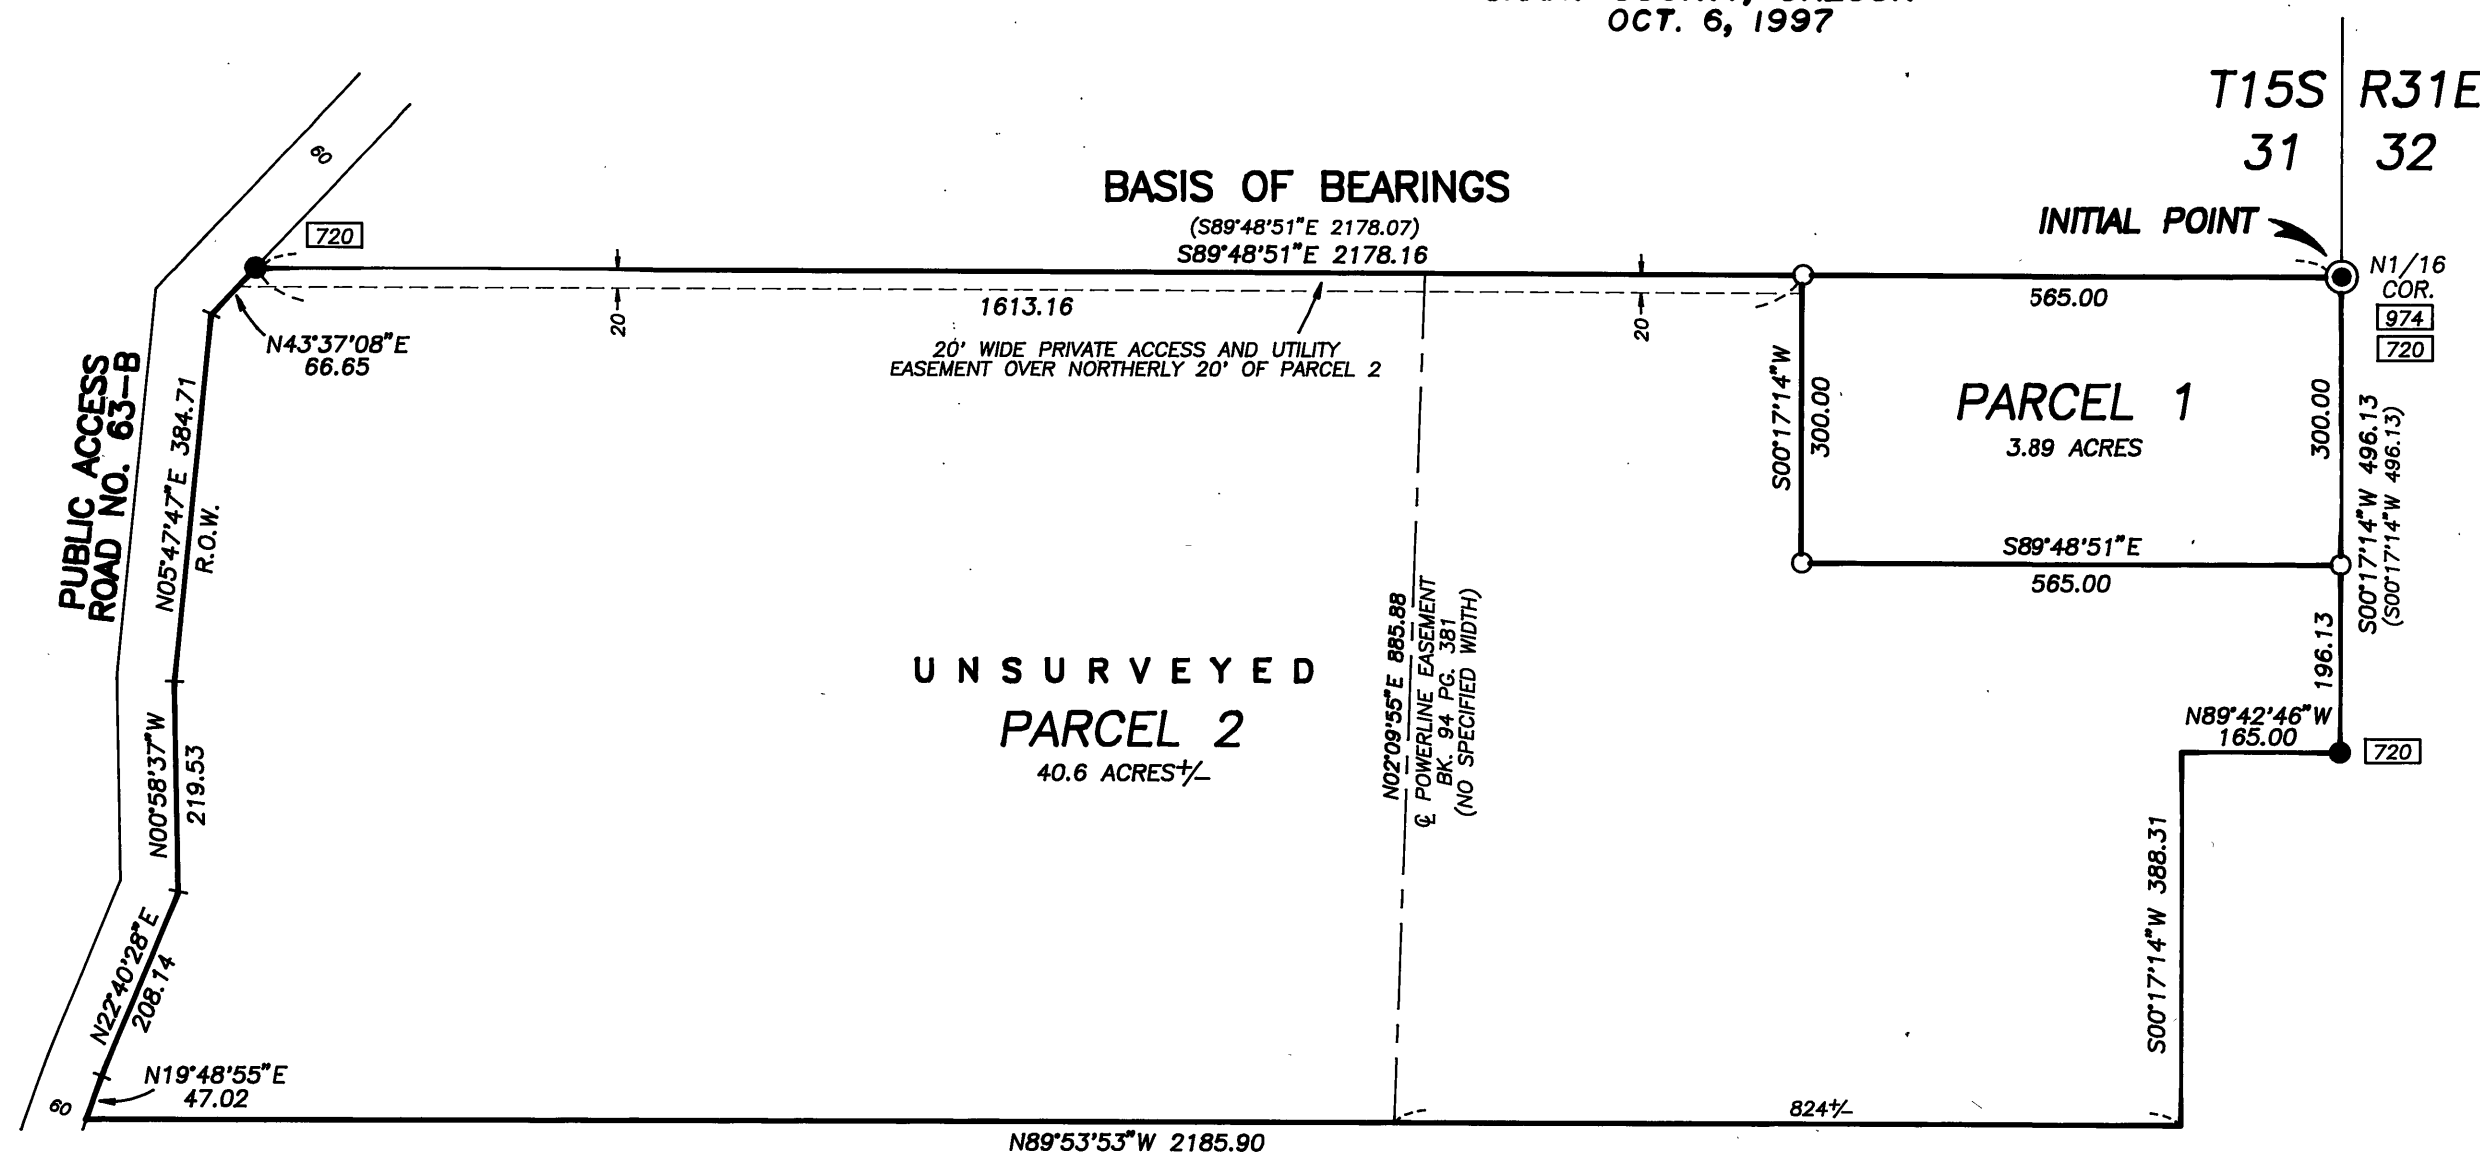 OCT. 6, 1997
T15S R31E
31 32
BASIS OF BEARINGS
(S89°48'51"E 2178.07)
S89°48'51"E 2178.16
INITIAL POINT
N1/16
COR.
974
720
720
60
1613.16
20
20
565.00
20' WIDE PRIVATE ACCESS AND UTILITY
EASEMENT OVER NORTHERLY 20' OF PARCEL 2
N43°37'08"E
66.65
PUBLIC ACCESS
ROAD NO. 63-B
N05°47'47"E 384.71
R.O.W.
S00°17'14"W
300.00
PARCEL 1
3.89 ACRES
300.00
S00°17'14"W 496.13
(S00°17'14"W 496.13)
S89°48'51"E
565.00
196.13
N89°42'46"W
165.00
720
UNSURVEYED
PARCEL 2
40.6 ACRES+/-
N02°09'55"E 885.88
℄ POWERLINE EASEMENT
BK. 94 PG. 381
(NO SPECIFIED WIDTH)
N00°58'37"W
219.53
S00°17'14"W 388.31
N22°40'28"E
208.14
N19°48'55"E
47.02
60
824+/-
N89°53'53"W 2185.90